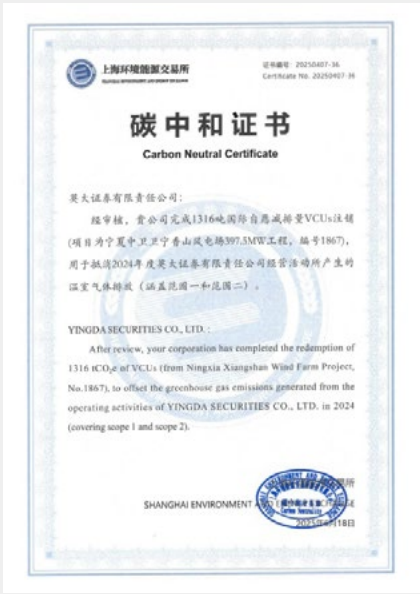 上海环境能源交易所
SHANGHAI ENVIRONMENT AND ENERGY EXCHANGE
证书编号: 20250407-36
Certificate No. 20250407-36
碳中和证书
Carbon Neutral Certificate
英大证券有限责任公司:
经审核，贵公司完成1316吨国际自愿减排量VCUs注销
(项目为宁夏中卫卫宁香山风电场397.5MW工程，编号1867)，
用于抵消2024年度英大证券有限责任公司经营活动所产生的
温室气体排放（涵盖范围一和范围二）。
YINGDA SECURITIES CO., LTD. :
After review, your corporation has completed the redemption of
1316 tCO₂e of VCUs (from Ningxia Xiangshan Wind Farm Project,
No.1867), to offset the greenhouse gas emissions generated from the
operating activities of YINGDA SECURITIES CO., LTD. in 2024
(covering scope 1 and scope 2).
SHANGHAI ENVIRONMENT
18日